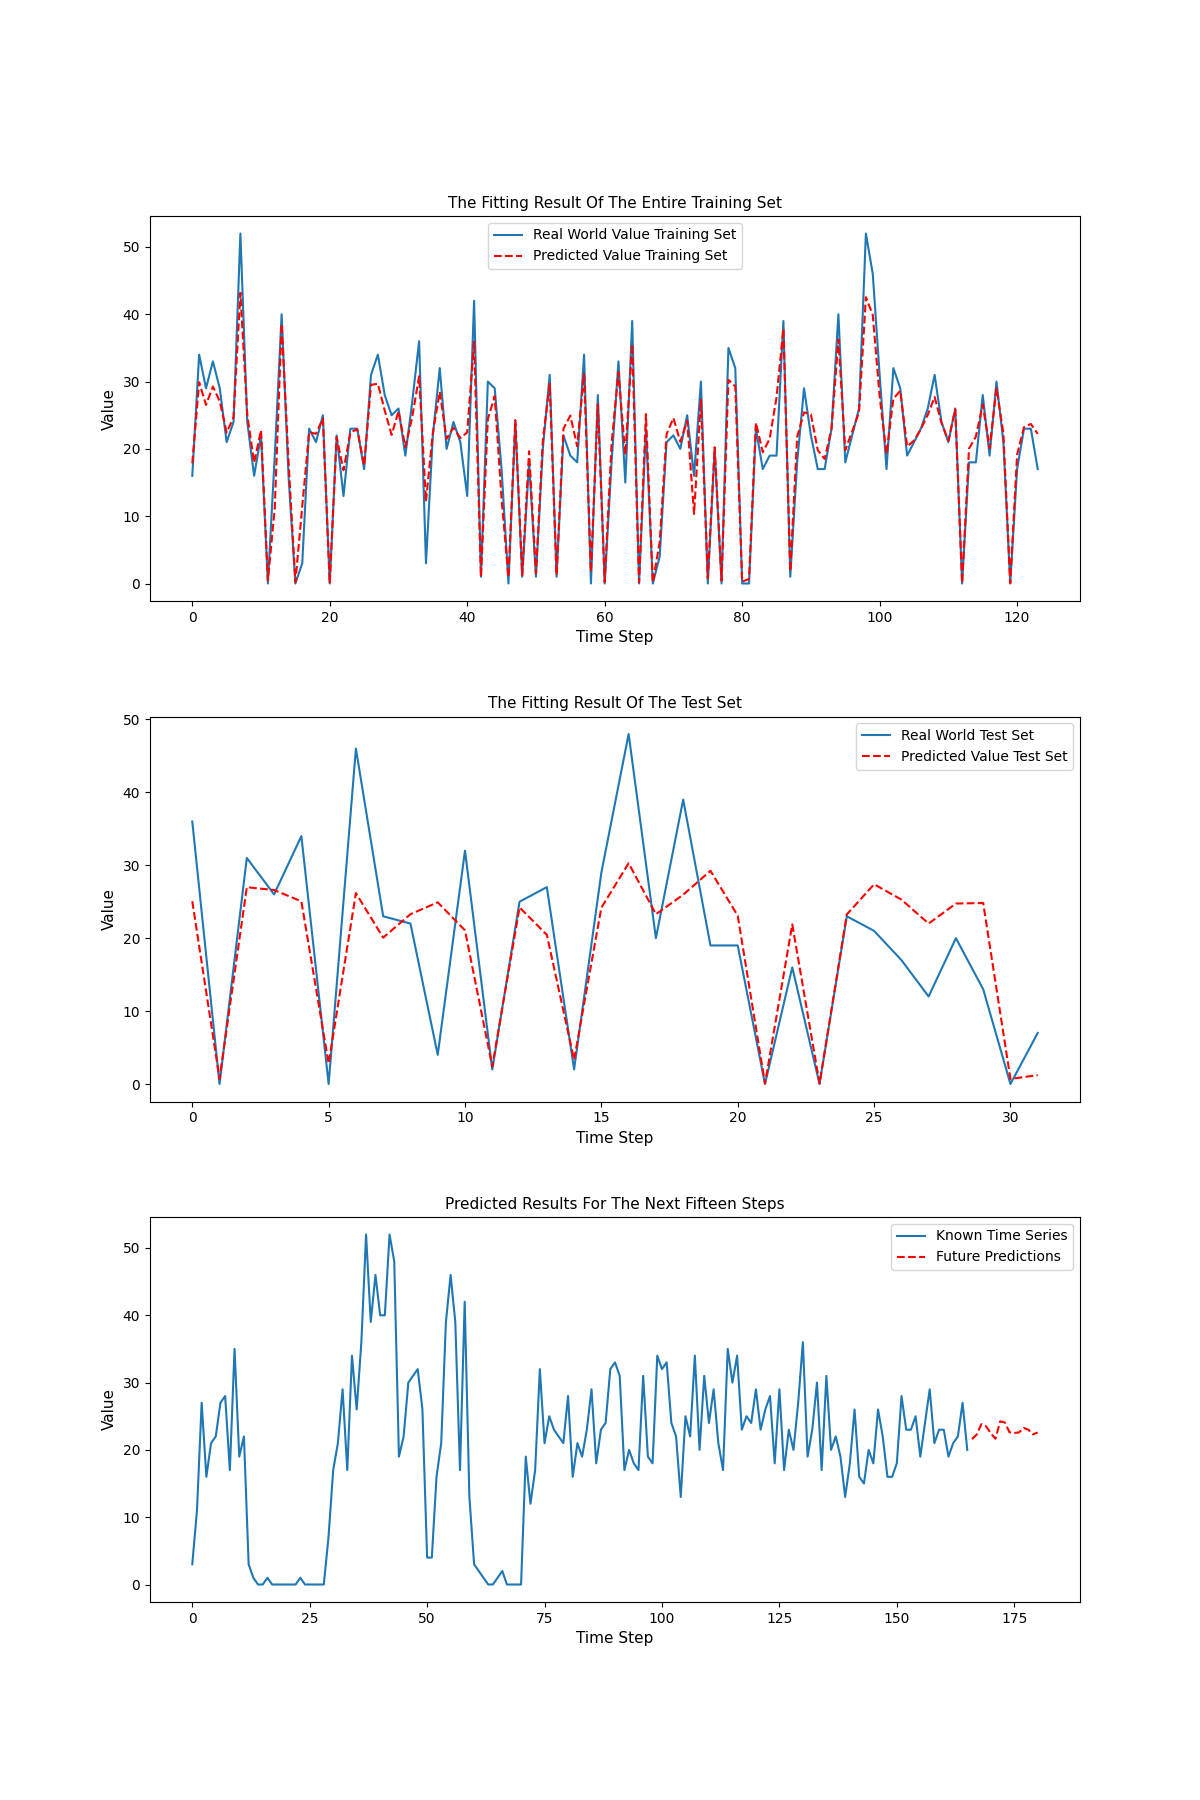 The Fitting Result Of The Entire Training Set
Real World Value Training Set
Predicted Value Training Set
Value
50
40
30
20
10
0
0 20 40 60 80 100 120
Time Step
The Fitting Result Of The Test Set
Real World Test Set
Predicted Value Test Set
Value
50
40
30
20
10
0
0 5 10 15 20 25 30
Time Step
Predicted Results For The Next Fifteen Steps
Known Time Series
Future Predictions
Value
50
40
30
20
10
0
0 25 50 75 100 125 150 175
Time Step